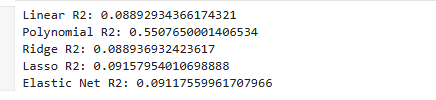 Linear R2: 0.08892934366174321
Polynomial R2: 0.5507650001406534
Ridge R2: 0.088936932423617
Lasso R2: 0.09157954010698888
Elastic Net R2: 0.09117559961707966